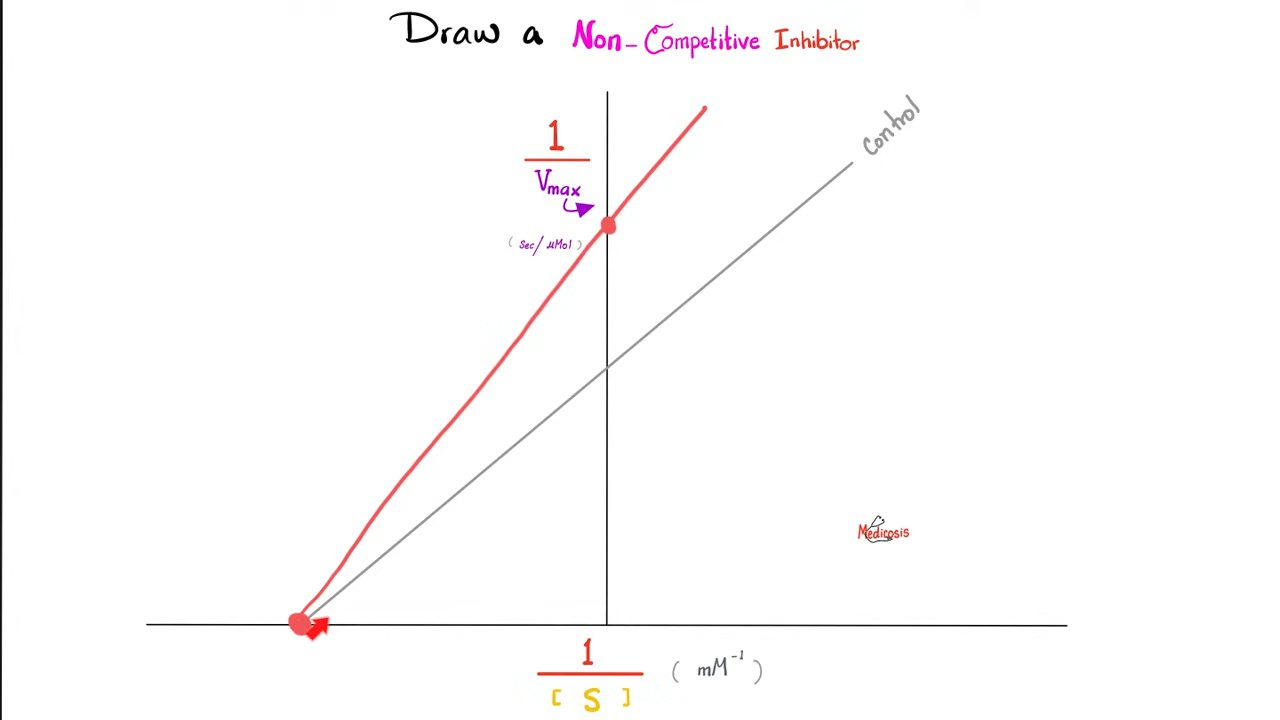 Draw a Non-Competitive Inhibitor
Control
1
Vmax
(sec/μMol)
Medicosis
1
[ S ]
(mM⁻¹)